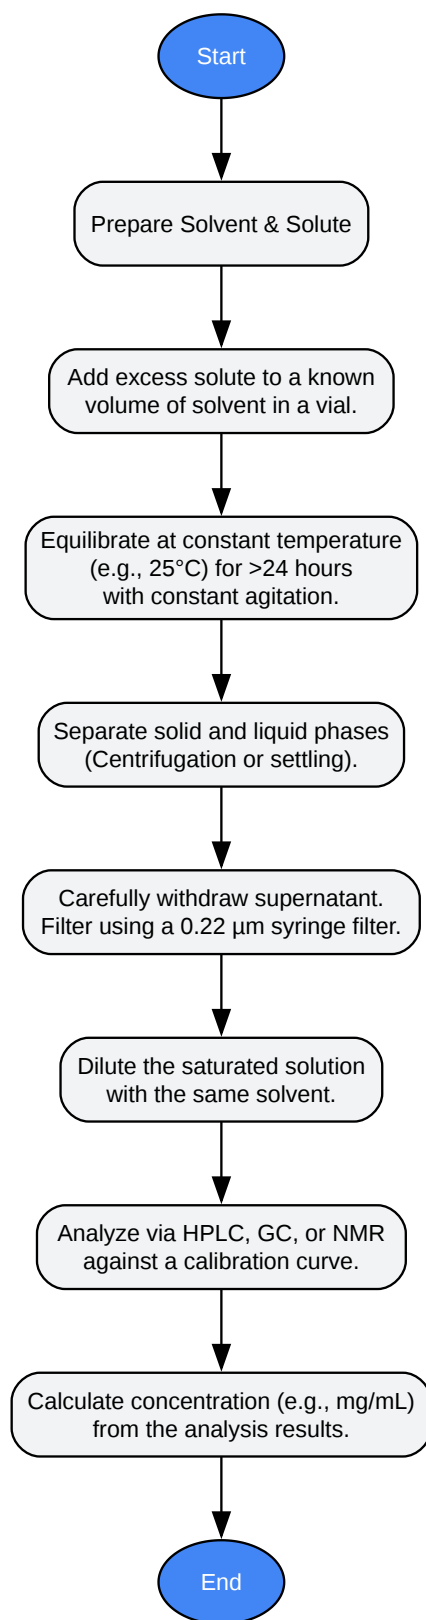 Start
Prepare Solvent & Solute
Add excess solute to a known
volume of solvent in a vial.
Equilibrate at constant temperature
(e.g., 25°C) for >24 hours
with constant agitation.
Separate solid and liquid phases
(Centrifugation or settling).
Carefully withdraw supernatant.
Filter using a 0.22 µm syringe filter.
Dilute the saturated solution
with the same solvent.
Analyze via HPLC, GC, or NMR
against a calibration curve.
Calculate concentration (e.g., mg/mL)
from the analysis results.
End